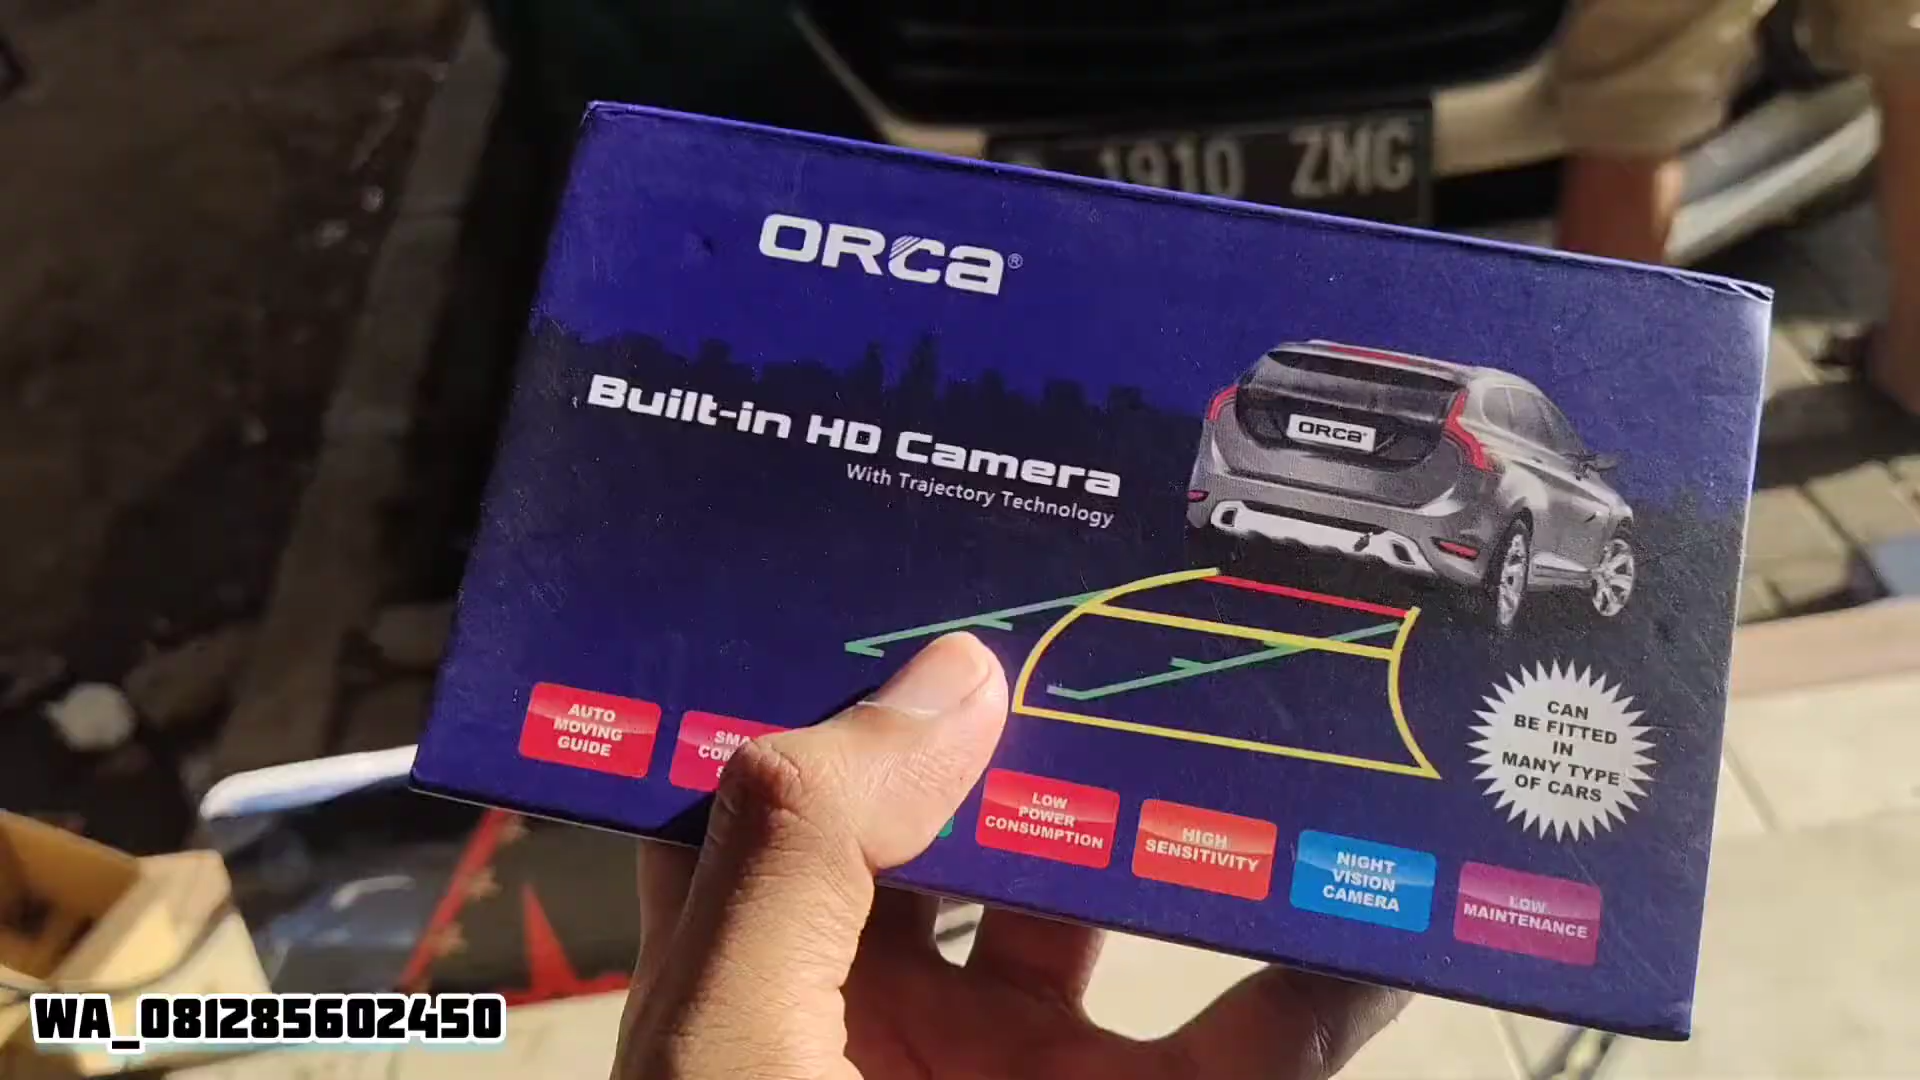 1910 ZMG
ORCA®
Built-in HD Camera
With Trajectory Technology
ORCA
AUTO
MOVING
GUIDE
LOW
POWER
CONSUMPTION
HIGH
SENSITIVITY
NIGHT
VISION
CAMERA
LOW
MAINTENANCE
CAN
BE FITTED
IN
MANY TYPE
OF CARS
WA_081285602450